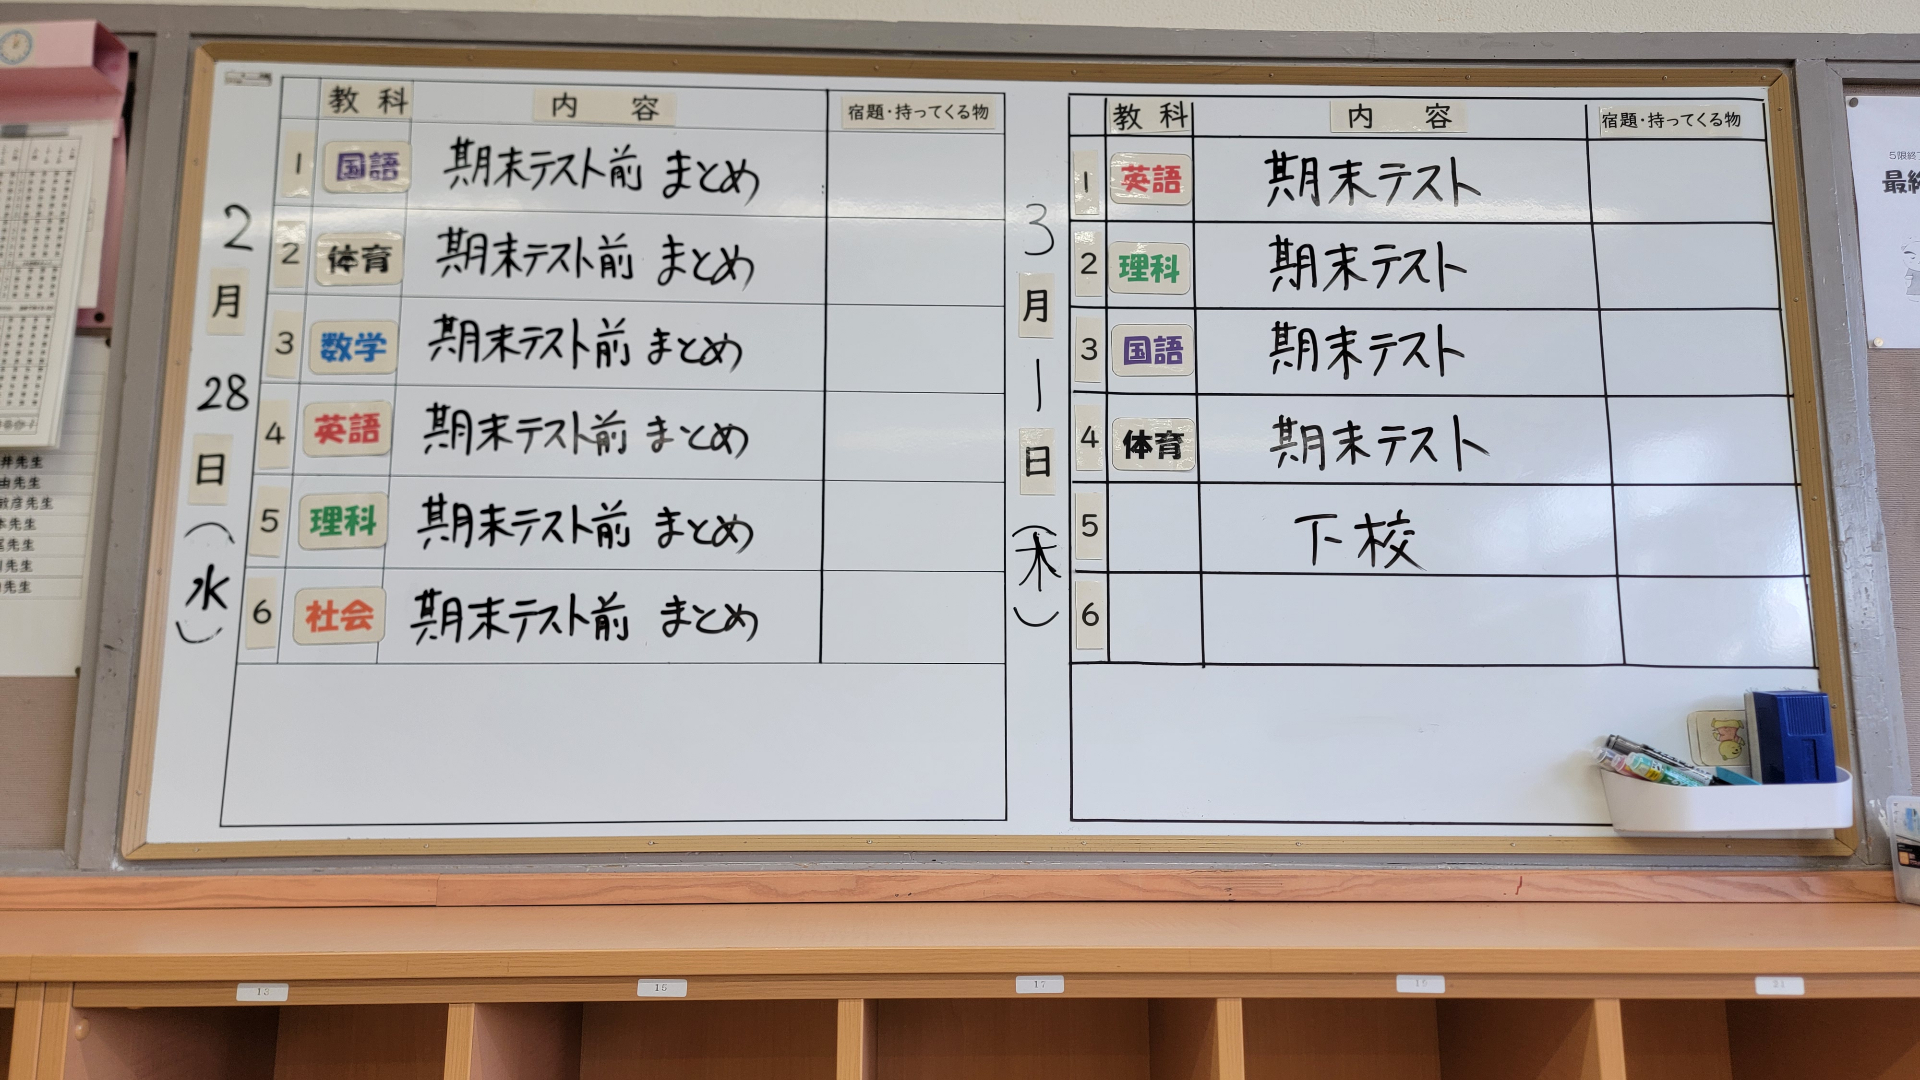 教科 内容 宿題・持ってくる物
2月28日(水)
1 国語 期末テスト前 まとめ
2 体育 期末テスト前 まとめ
3 数学 期末テスト前 まとめ
4 英語 期末テスト前 まとめ
5 理科 期末テスト前 まとめ
6 社会 期末テスト前 まとめ
教科 内容 宿題・持ってくる物
3月1日(木)
1 英語 期末テスト
2 理科 期末テスト
3 国語 期末テスト
4 体育 期末テスト
5 下校
6
井先生
由先生
敏彦先生
本先生
先生
先生
先生
5限終
最終
13
15
17